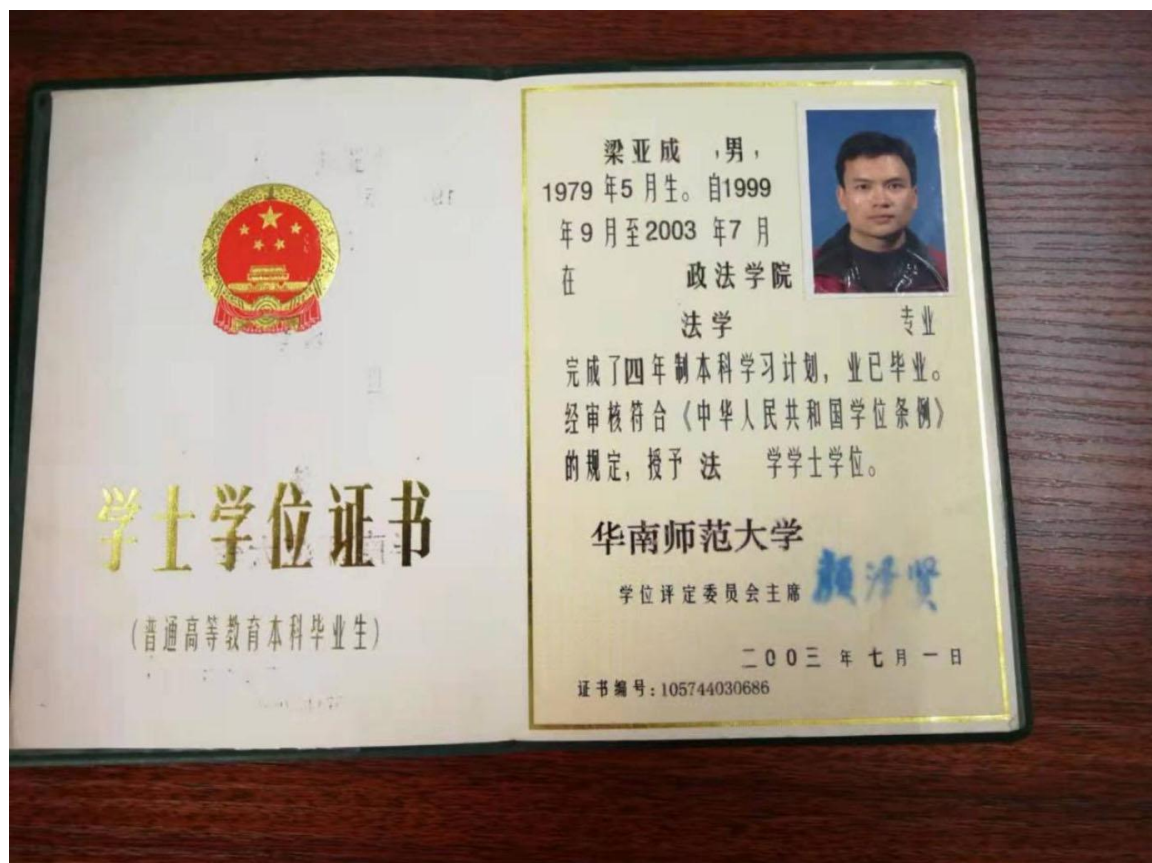 学士学位证书
(普通高等教育本科毕业生)
梁亚成 ,男,
1979 年5 月生。自1999
年9 月至2003 年7 月
在 政法学院
法学 专业
完成了四年制本科学习计划，业已毕业。
经审核符合《中华人民共和国学位条例》
的规定，授予 法 学学士学位。
华南师范大学
学位评定委员会主席 颜泽贤
二00三 年 七月 一日
证书编号:105744030686